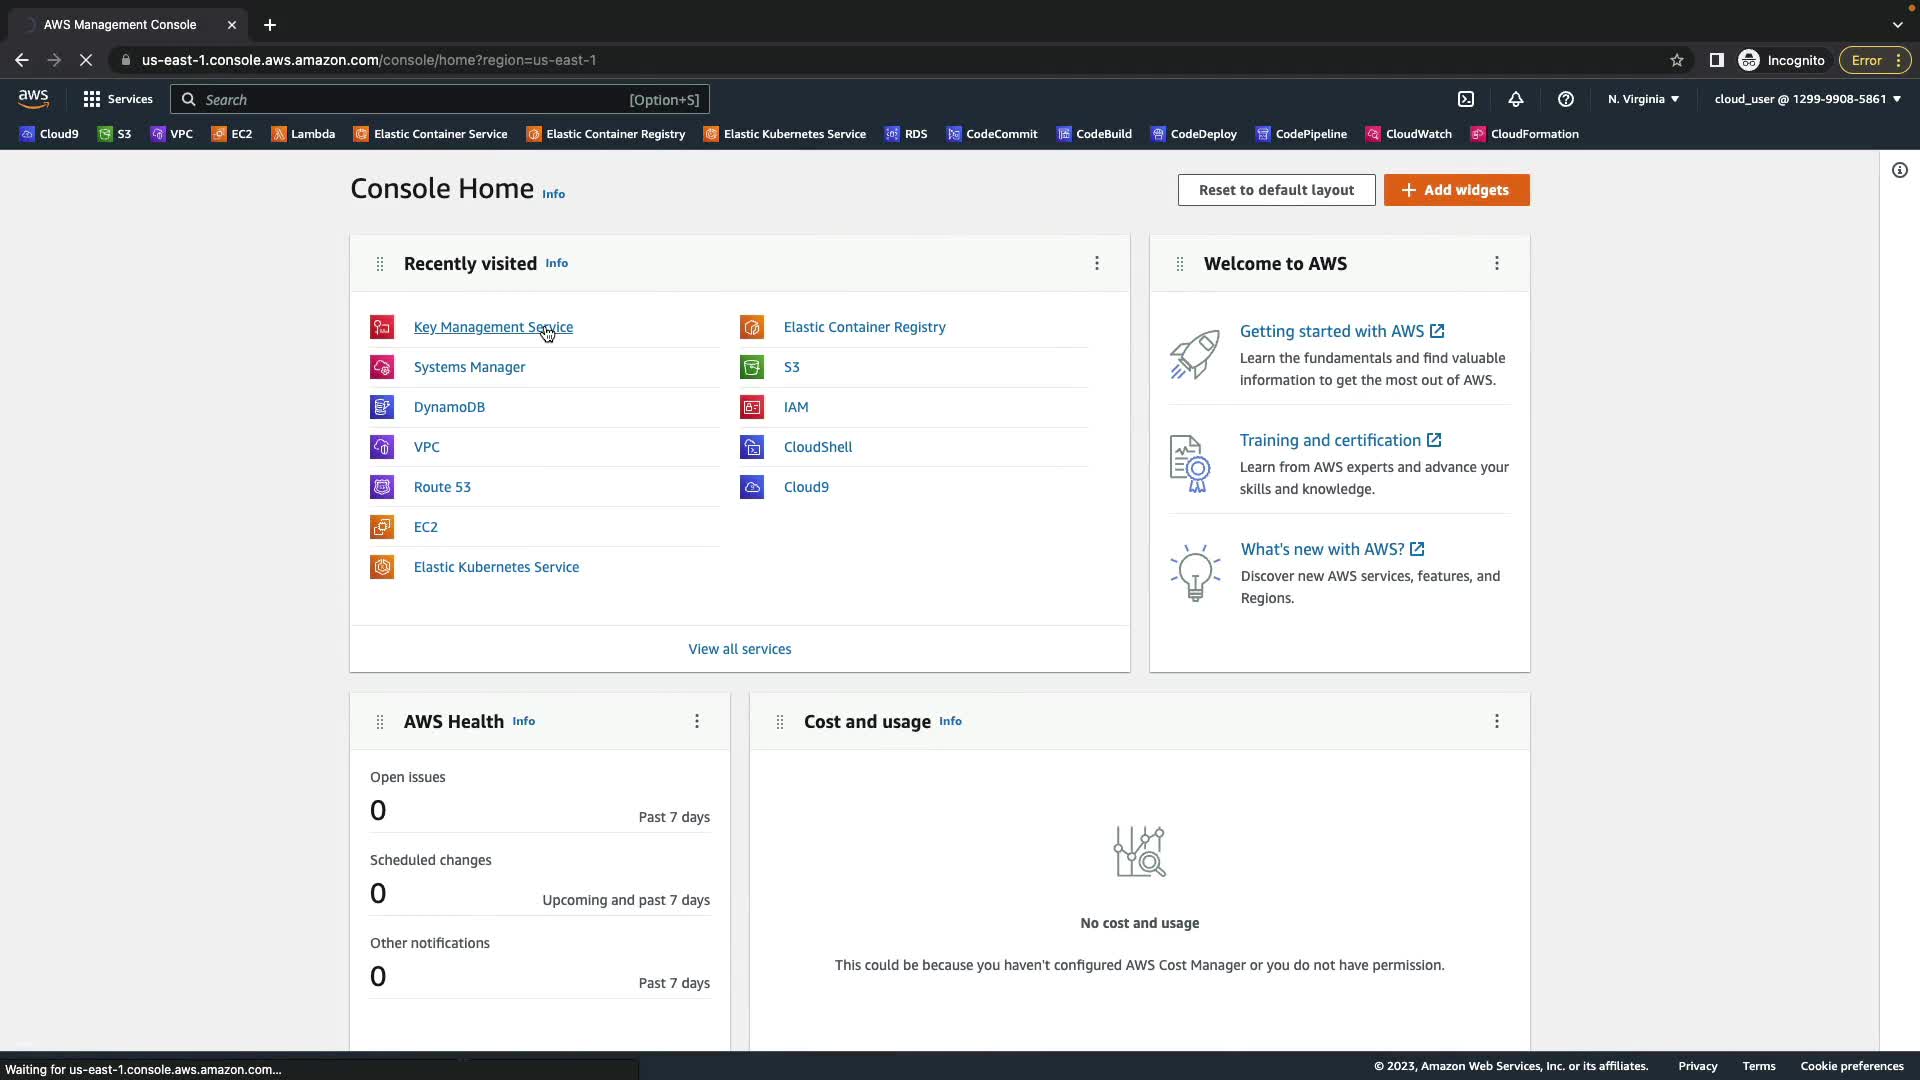 AWS Management Console
us-east-1.console.aws.amazon.com/console/home?region=us-east-1
Incognito
Error
aws
Services
Search
[Option+S]
N. Virginia
cloud_user @ 1299-9908-5861
Cloud9
S3
VPC
EC2
Lambda
Elastic Container Service
Elastic Container Registry
Elastic Kubernetes Service
RDS
CodeCommit
CodeBuild
CodeDeploy
CodePipeline
CloudWatch
CloudFormation
Console Home Info
Reset to default layout
Add widgets
Recently visited Info
Key Management Service
Systems Manager
DynamoDB
VPC
Route 53
EC2
Elastic Kubernetes Service
Elastic Container Registry
S3
IAM
CloudShell
Cloud9
View all services
Welcome to AWS
Getting started with AWS
Learn the fundamentals and find valuable
information to get the most out of AWS.
Training and certification
Learn from AWS experts and advance your
skills and knowledge.
What's new with AWS?
Discover new AWS services, features, and
Regions.
AWS Health Info
Open issues
0
Past 7 days
Scheduled changes
0
Upcoming and past 7 days
Other notifications
0
Past 7 days
Cost and usage Info
No cost and usage
This could be because you haven't configured AWS Cost Manager or you do not have permission.
Waiting for us-east-1.console.aws.amazon.com...
© 2023, Amazon Web Services, Inc. or its affiliates.
Privacy
Terms
Cookie preferences